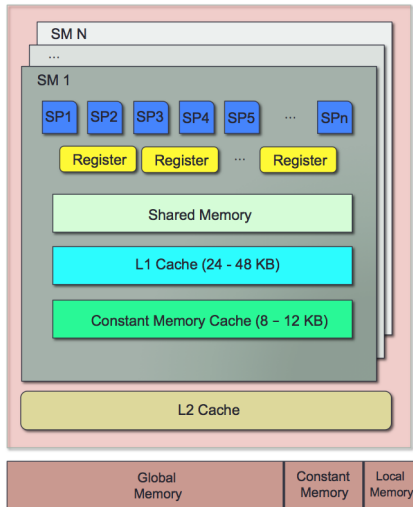 SM N
...
SM 1
SP1 SP2 SP3 SP4 SP5 ... SPn
Register Register ... Register
Shared Memory
L1 Cache (24 - 48 KB)
Constant Memory Cache (8 – 12 KB)
L2 Cache
Global
Memory
Constant
Memory
Local
Memory